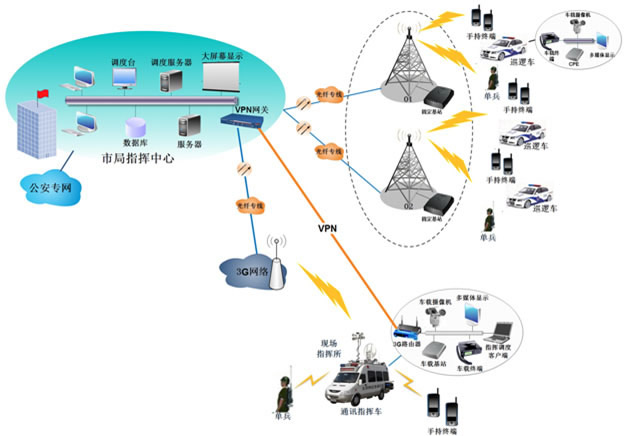 调度台
调度服务器
大屏幕显示
VPN网关
数据库
服务器
市局指挥中心
公安专网
光纤专线
光纤专线
光纤专线
3G网络
VPN
01
固定基站
02
固定基站
手持终端
巡逻车
单兵
手持终端
车载摄像机
车载终
端
CPE
多媒体显示
巡逻车
手持终端
单兵
巡逻车
车载摄像机
多媒体显示
3G路由器
车载基站
车载终端
指挥调度
客户端
现场
指挥所
通讯指挥车
单兵
手持终端